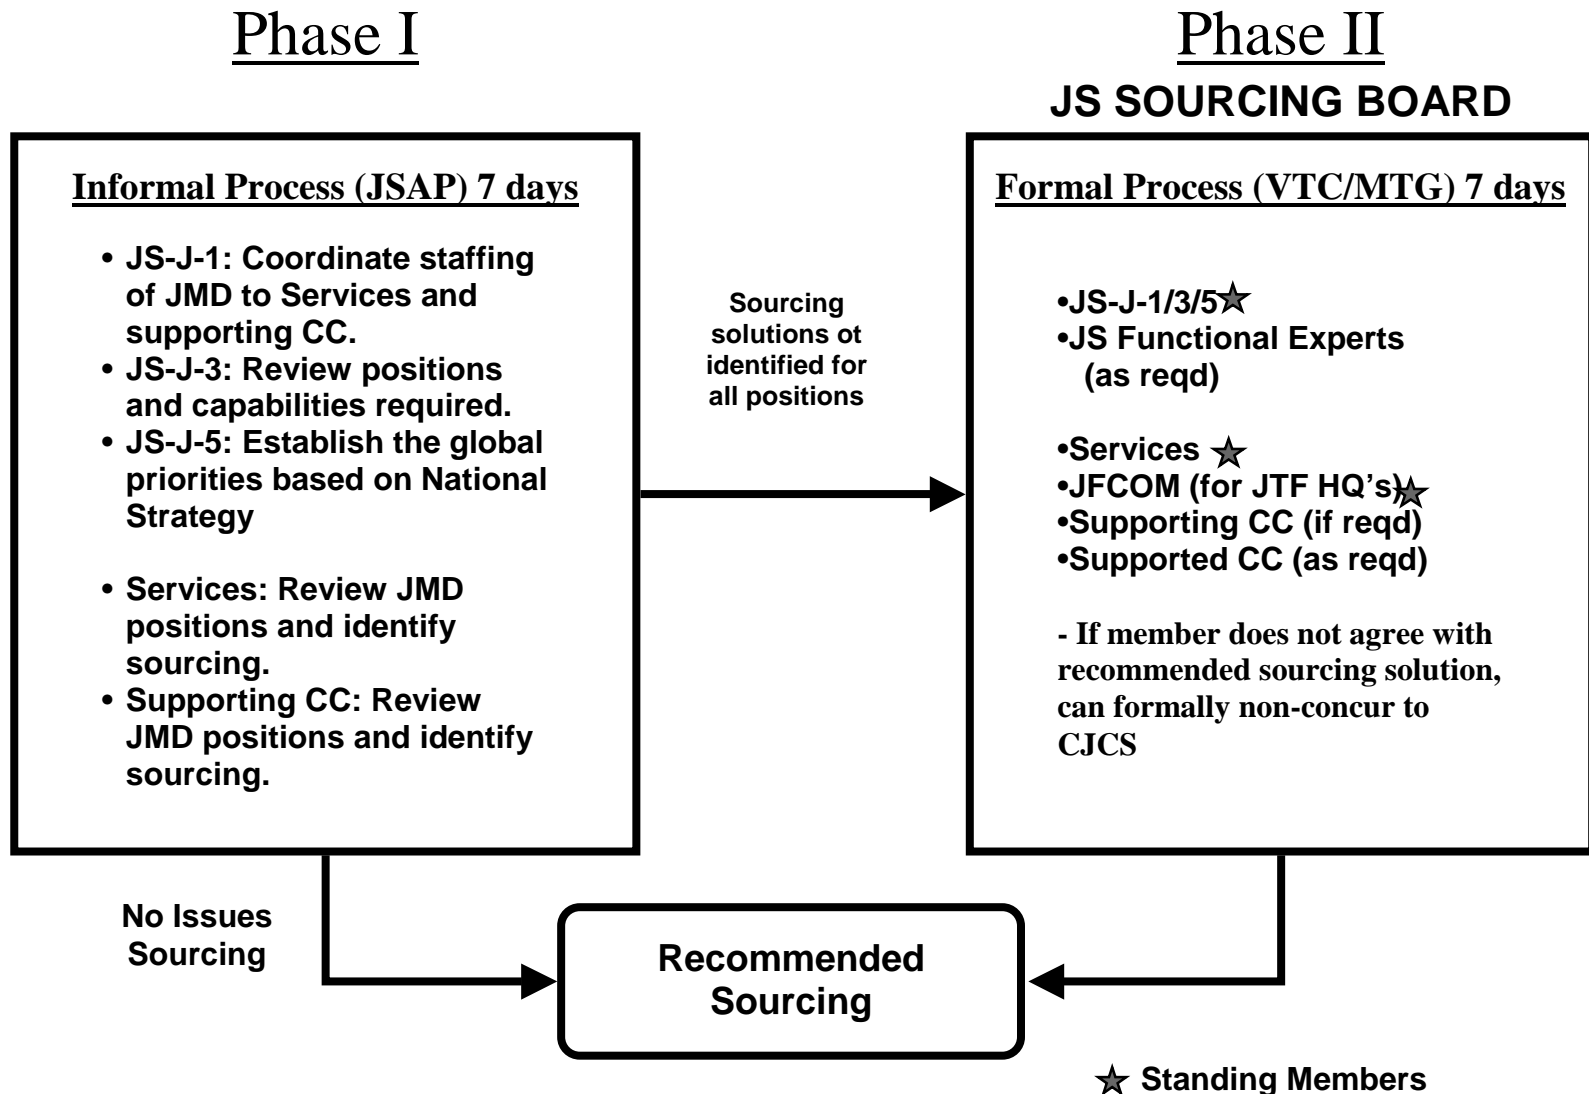 Phase I
Informal Process (JSAP) 7 days
• JS-J-1: Coordinate staffing
of JMD to Services and
supporting CC.
• JS-J-3: Review positions
and capabilities required.
• JS-J-5: Establish the global
priorities based on National
Strategy
• Services: Review JMD
positions and identify
sourcing.
• Supporting CC: Review
JMD positions and identify
sourcing.
Sourcing
solutions ot
identified for
all positions
Phase II
JS SOURCING BOARD
Formal Process (VTC/MTG) 7 days
•JS-J-1/3/5
•JS Functional Experts
(as reqd)
•Services
•JFCOM (for JTF HQ's)
•Supporting CC (if reqd)
•Supported CC (as reqd)
- If member does not agree with
recommended sourcing solution,
can formally non-concur to
CJCS
No Issues
Sourcing
Recommended
Sourcing
Standing Members